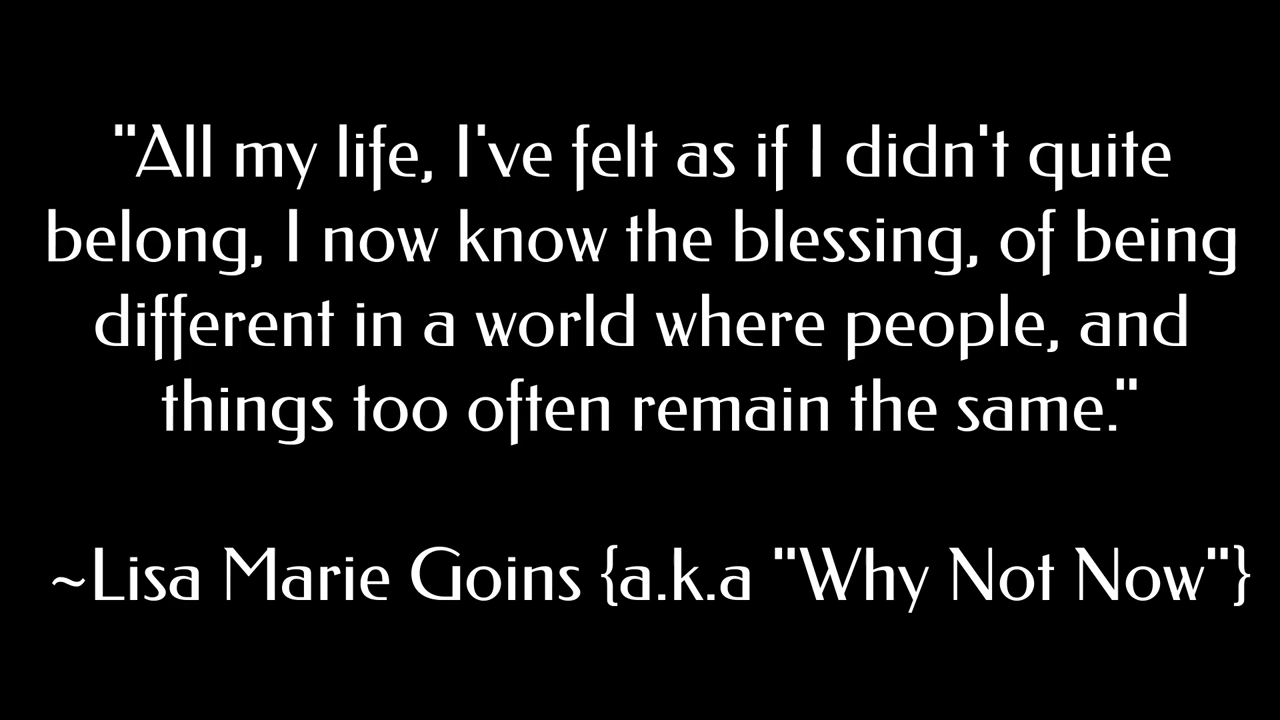 "All my life, I've felt as if I didn't quite
belong, I now know the blessing, of being
different in a world where people, and
things too often remain the same."
~Lisa Marie Goins {a.k.a "Why Not Now"}